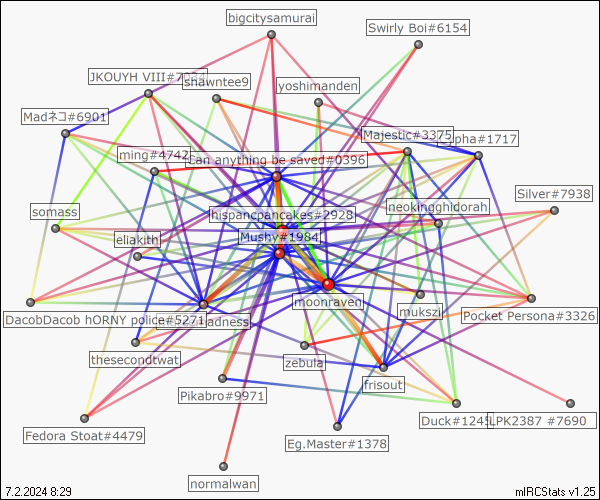 bigcitysamurai
Swirly Boi#6154
JKOUYH VIII#7
shawntee9
yoshimanden
Madネコ#6901
Majestic#3375
pha#1717
ming#4742
Can anything be saved#0396
Silver#7938
somass
hispancpancakes#2928
neokingghidorah
eliakith
Mushy#1984
moonraven
mukszi
DacobDacob hORNY police#5271
adness
Pocket Persona#3326
thesecondtwat
zebula
frisout
Pikabro#9971
Duck#1245
LPK2387 #7690
Fedora Stoat#4479
Eg.Master#1378
normalwan
7.2.2024 8:29
mIRCStats v1.25